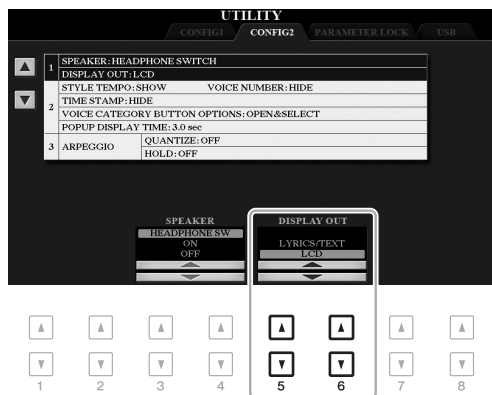 UTILITY
CONFIG1 CONFIG2 PARAMETER LOCK USB
1 SPEAKER:HEADPHONE SWITCH
DISPLAY OUT:LCD
2 STYLE TEMPO:SHOW VOICE NUMBER:HIDE
TIME STAMP:HIDE
VOICE CATEGORY BUTTON OPTIONS:OPEN&SELECT
POPUP DISPLAY TIME:3.0 sec
3 ARPEGGIO QUANTIZE:OFF
HOLD:OFF
SPEAKER DISPLAY OUT
HEADPHONE SW
ON LYRICS/TEXT
OFF LCD
1 2 3 4 5 6 7 8